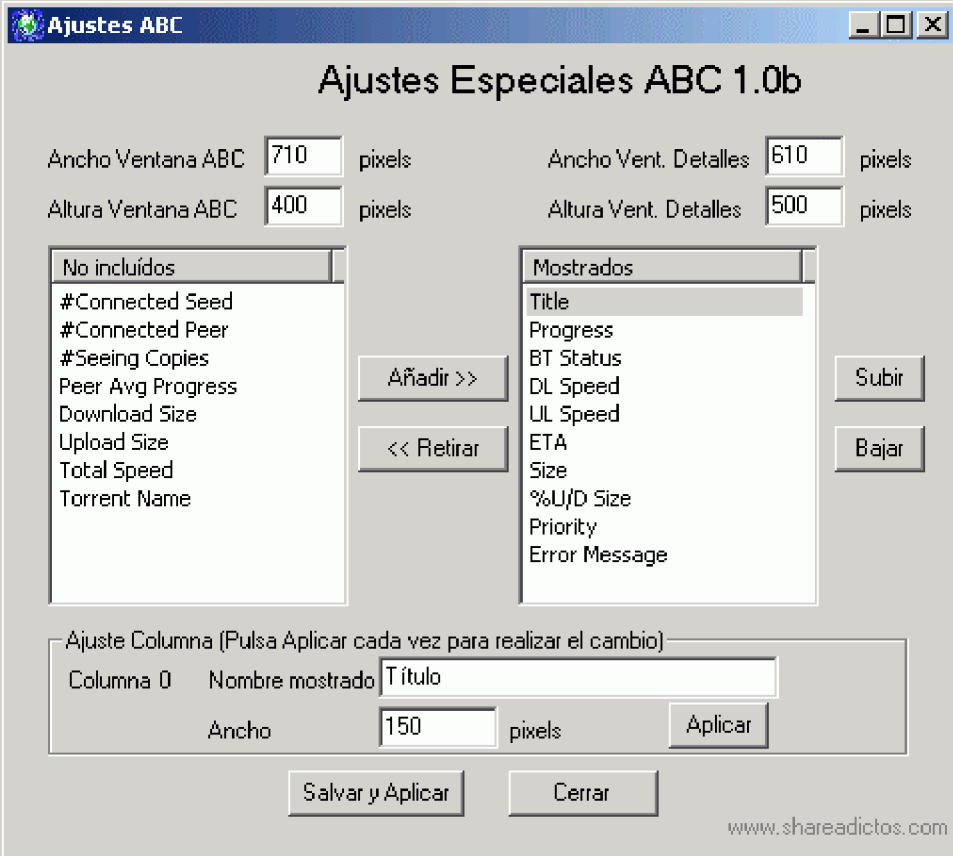 Ajustes ABC
Ajustes Especiales ABC 1.0b
Ancho Ventana ABC 710 pixels
Ancho Vent. Detalles 610 pixels
Altura Ventana ABC 400 pixels
Altura Vent. Detalles 500 pixels
No incluídos
#Connected Seed
#Connected Peer
#Seeing Copies
Peer Avg Progress
Download Size
Upload Size
Total Speed
Torrent Name
Añadir >>
<< Retirar
Mostrados
Title
Progress
BT Status
DL Speed
UL Speed
ETA
Size
%U/D Size
Priority
Error Message
Subir
Bajar
Ajuste Columna (Pulsa Aplicar cada vez para realizar el cambio)
Columna 0 Nombre mostrado Título
Ancho 150 pixels Aplicar
Salvar y Aplicar Cerrar
www.shareadictos.com